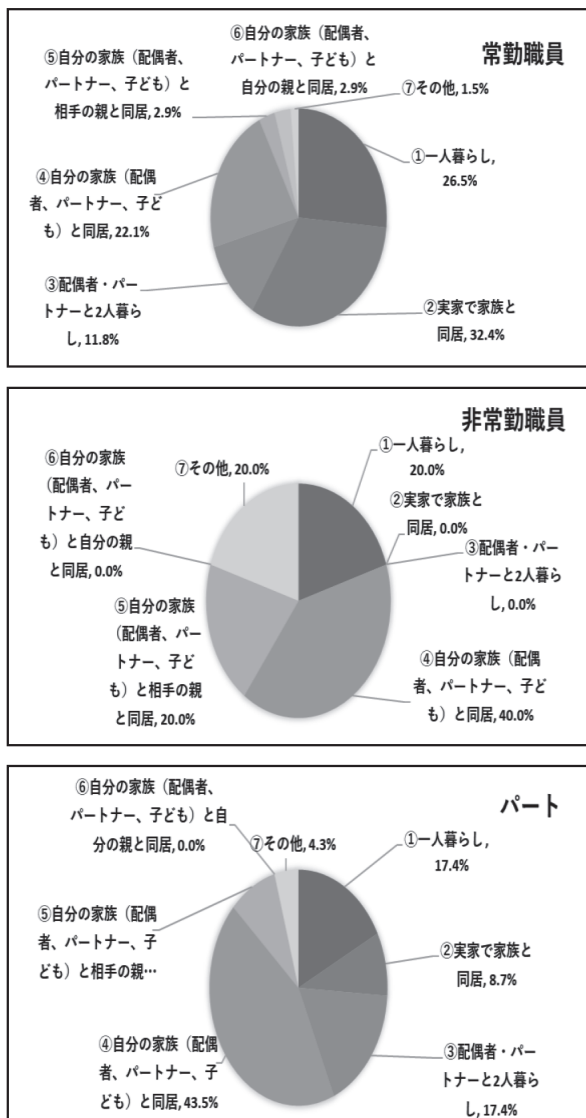 常勤職員
⑥自分の家族（配偶者、
パートナー、子ども）と
自分の親と同居, 2.9%
⑦その他, 1.5%
⑤自分の家族（配偶者、
パートナー、子ども）と
相手の親と同居, 2.9%
①一人暮らし,
26.5%
④自分の家族（配偶
者、パートナー、子ど
も）と同居, 22.1%
③配偶者・パー
トナーと2人暮ら
し, 11.8%
②実家で家族と
同居, 32.4%
非常勤職員
①一人暮らし,
20.0%
⑦その他, 20.0%
⑥自分の家族
（配偶者、パー
トナー、子ど
も）と自分の親
と同居, 0.0%
②実家で家族と
同居, 0.0%
③配偶者・パー
トナーと2人暮ら
し, 0.0%
⑤自分の家族
（配偶者、パー
トナー、子ど
も）と相手の親
と同居, 20.0%
④自分の家族（配偶
者、パートナー、子ど
も）と同居, 40.0%
パート
⑥自分の家族（配偶者、
パートナー、子ども）と自
分の親と同居, 0.0%
⑦その他, 4.3%
①一人暮らし,
17.4%
⑤自分の家族（配偶
者、パートナー、子
ども）と相手の親…
②実家で家族と
同居, 8.7%
④自分の家族（配偶
者、パートナー、子
ども）と同居, 43.5%
③配偶者・パー
トナーと2人暮ら
し, 17.4%